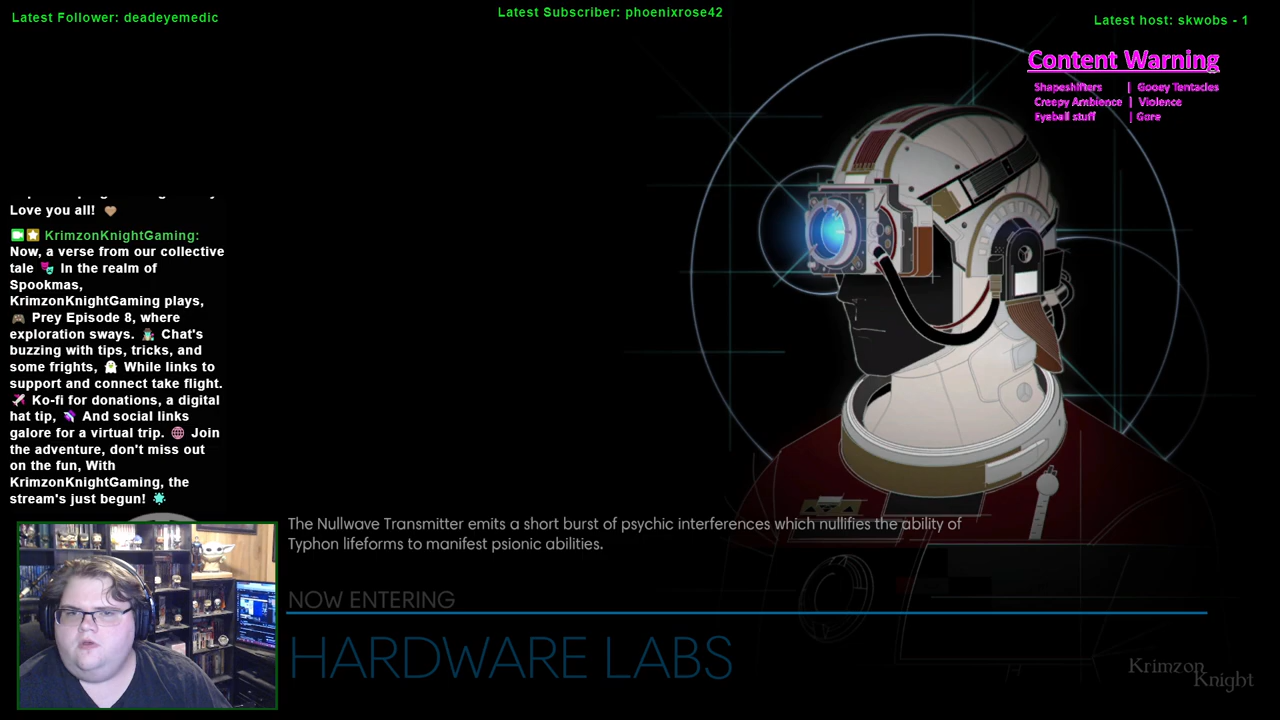 Latest Follower: deadeyemedic
Latest Subscriber: phoenixrose42
Latest host: skwobs - 1
Content Warning
Shapeshifters | Gooey Tentacles
Creepy Ambience | Violence
Eyeball stuff | Gore
Love you all! 🤎
KrimzonKnightGaming:
Now, a verse from our collective
tale 🎭 In the realm of
Spookmas,
KrimzonKnightGaming plays,
🎮 Prey Episode 8, where
exploration sways. 🕵️ Chat's
buzzing with tips, tricks, and
some frights, 👻 While links to
support and connect take flight.
🚀 Ko-fi for donations, a digital
hat tip, 🦄 And social links
galore for a virtual trip. 🌐 Join
the adventure, don't miss out
on the fun, With
KrimzonKnightGaming, the
stream's just begun! 🌟
The Nullwave Transmitter emits a short burst of psychic interferences which nullifies the ability of
Typhon lifeforms to manifest psionic abilities.
NOW ENTERING
HARDWARE LABS
Krimzon
Knight